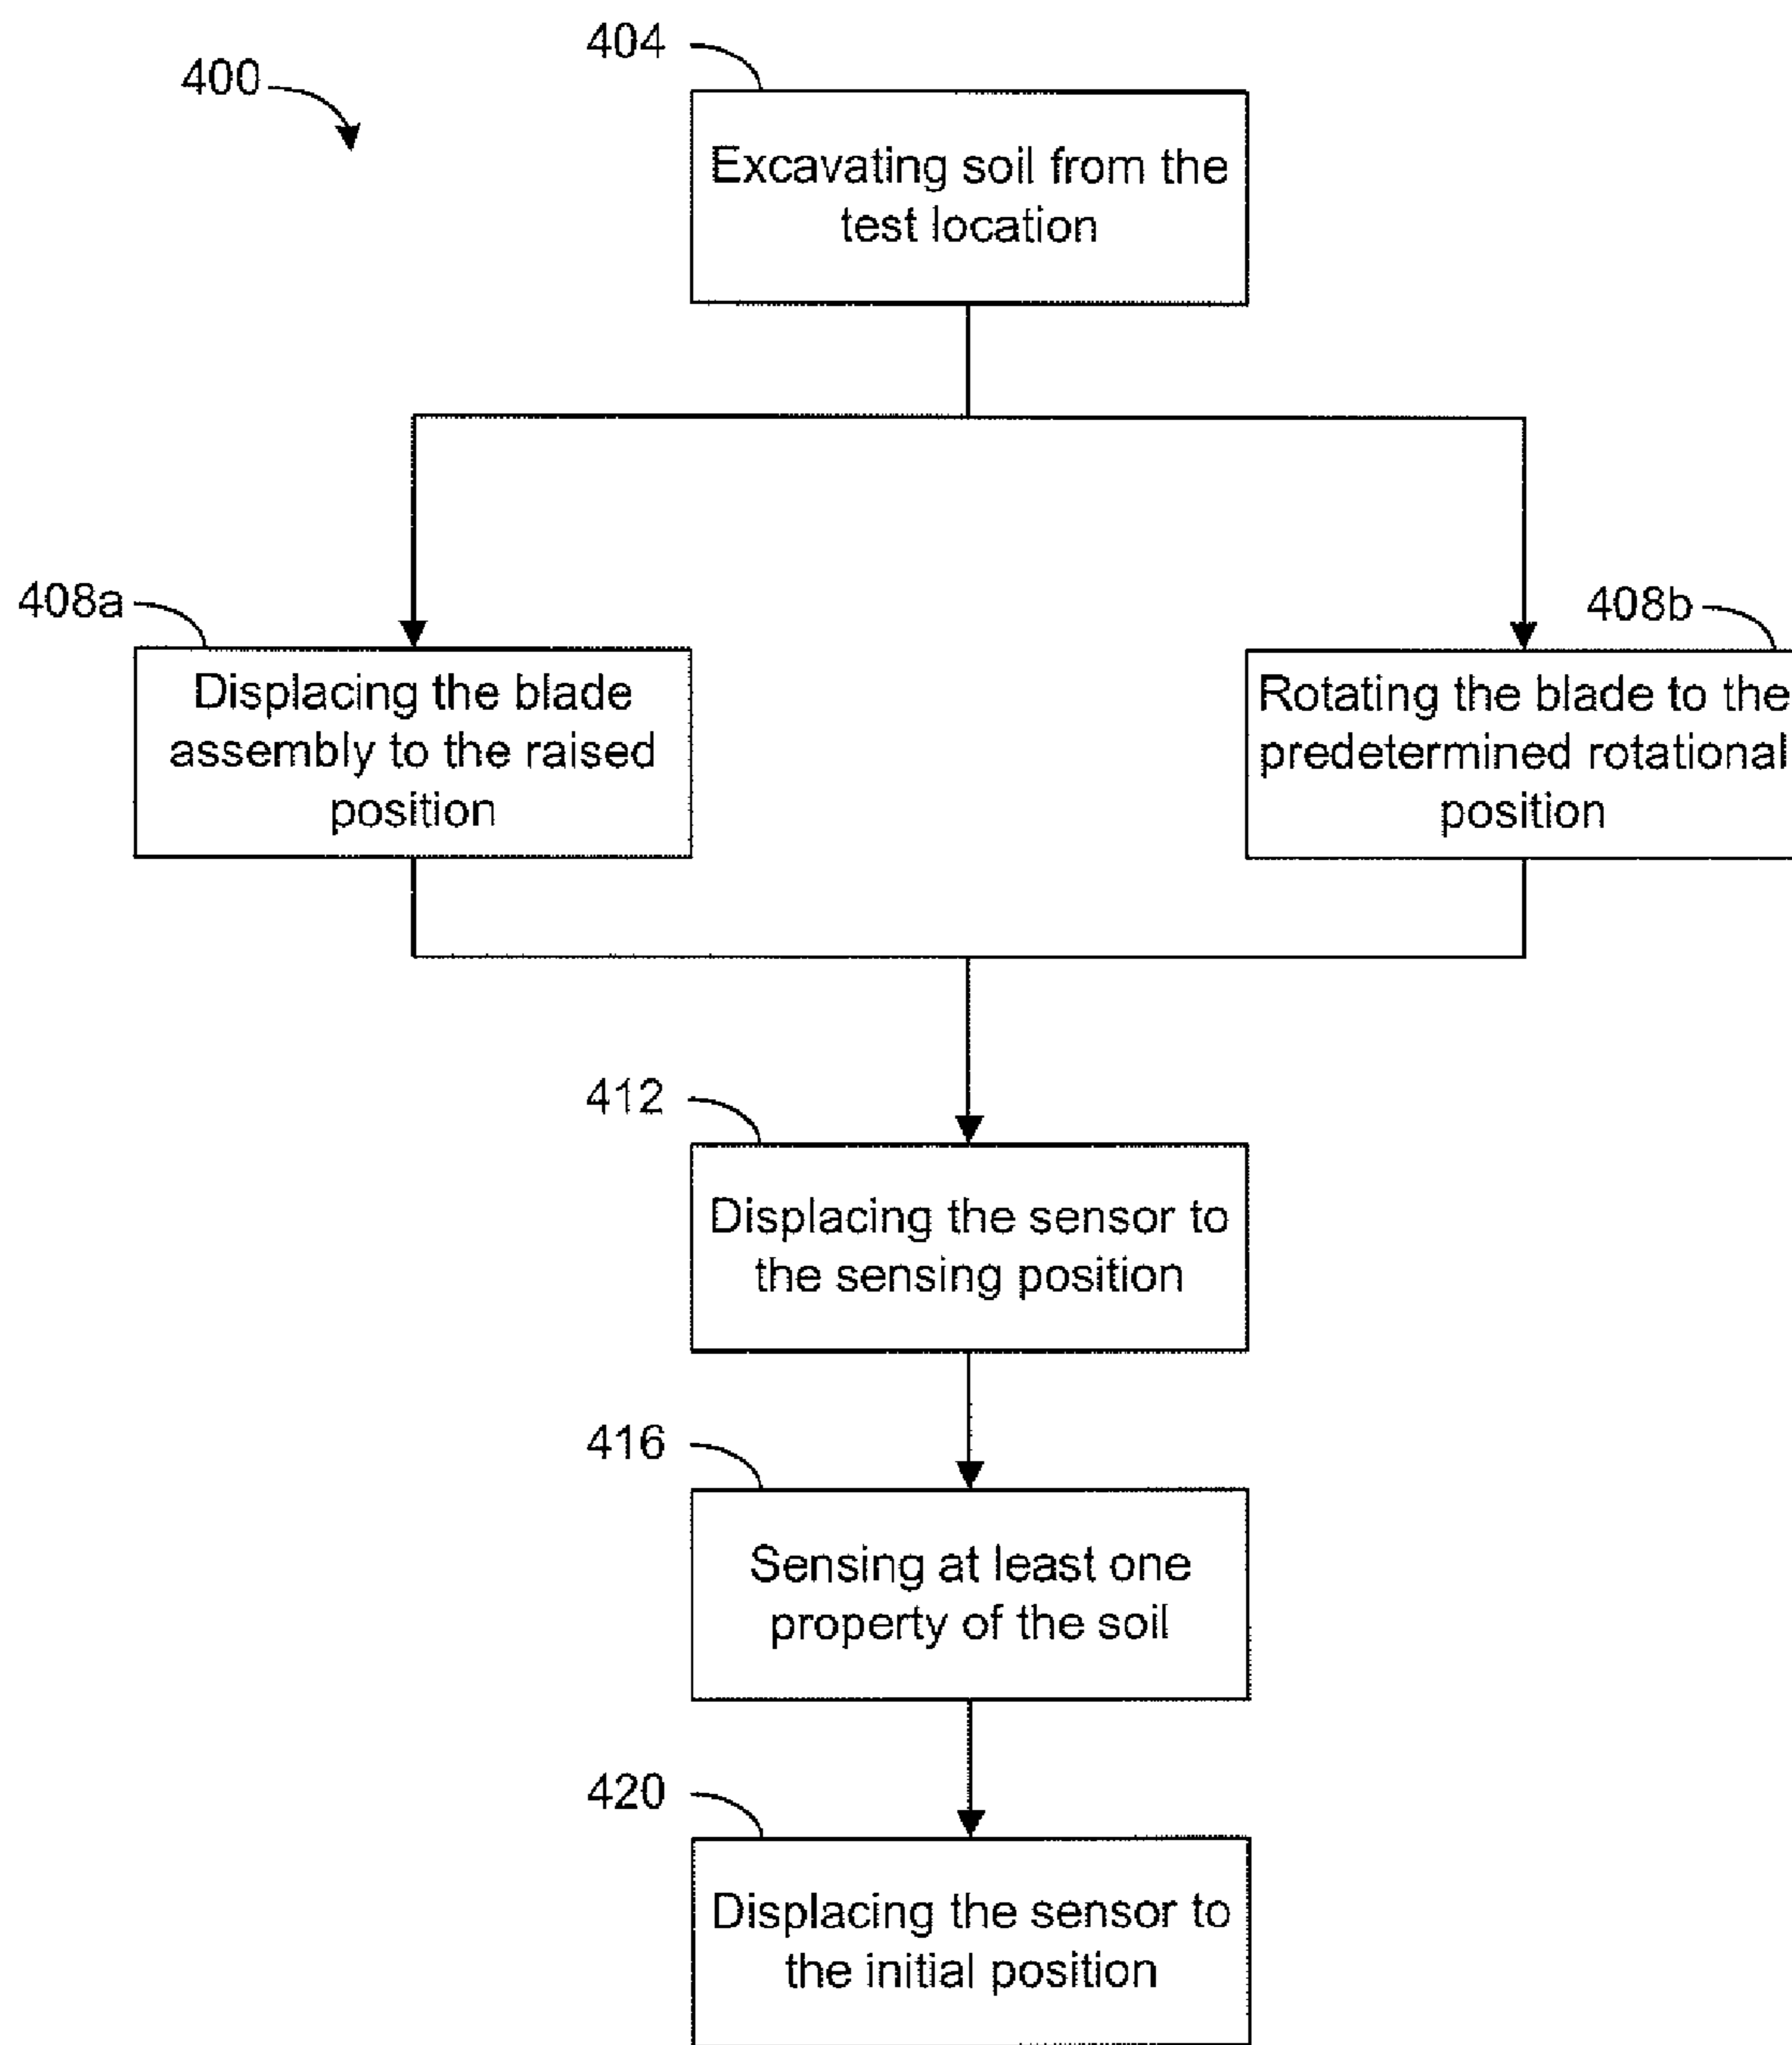 404
400
Excavating soil from the
test location
408a
408b
Displacing the blade
assembly to the raised
position
Rotating the blade to the
predetermined rotational
position
412
Displacing the sensor to
the sensing position
416
Sensing at least one
property of the soil
420
Displacing the sensor to
the initial position